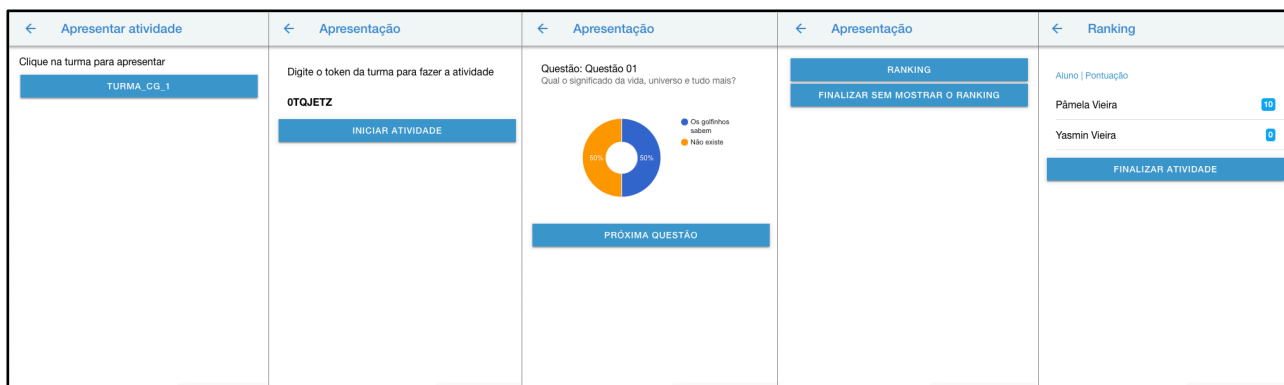 Apresentar atividade
Clique na turma para apresentar
TURMA_CG_1
Apresentação
Digite o token da turma para fazer a atividade
0TQJETZ
INICIAR ATIVIDADE
Apresentação
Questão: Questão 01
Qual o significado da vida, universo e tudo mais?
50%
50%
Os golfinhos
sabem
Não existe
PRÓXIMA QUESTÃO
Apresentação
RANKING
FINALIZAR SEM MOSTRAR O RANKING
Ranking
Aluno | Pontuação
Pâmela Vieira 10
Yasmin Vieira 0
FINALIZAR ATIVIDADE